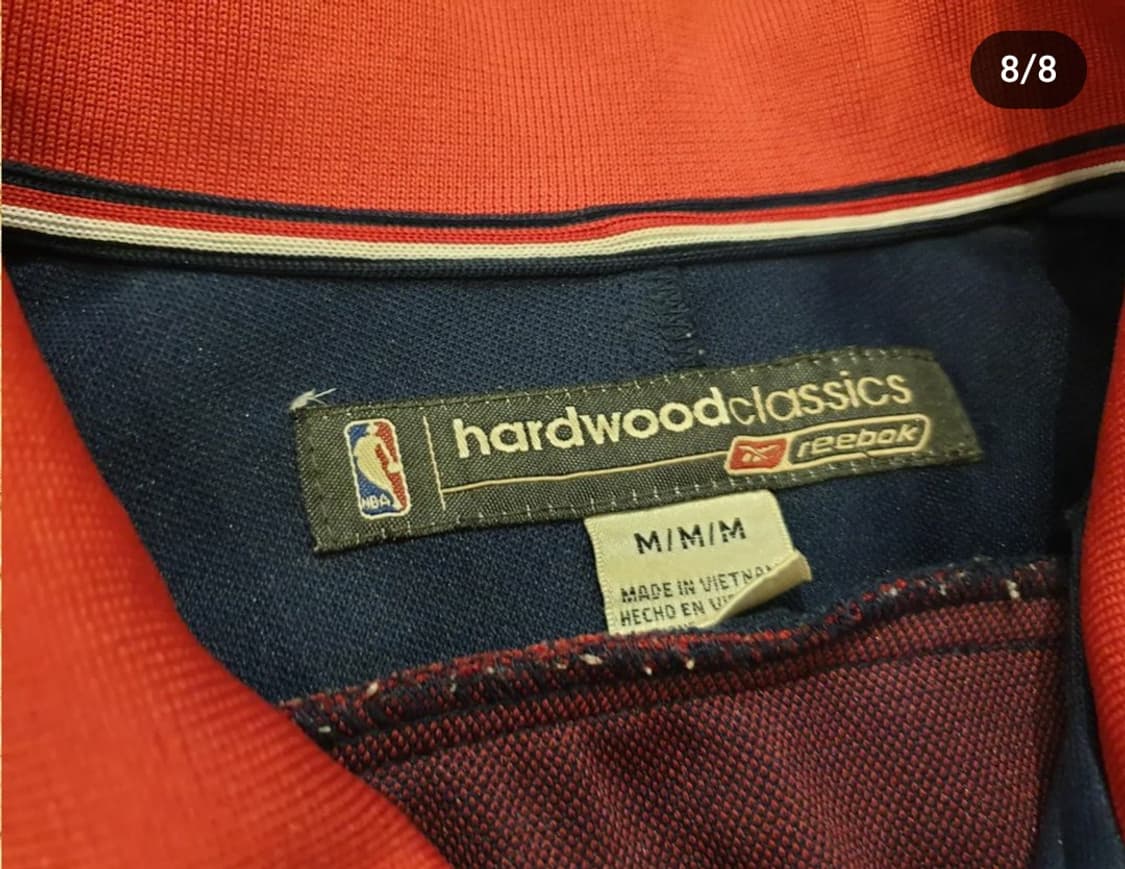 8/8
hardwoodclassics
NBA
reebok
M/M/M
MADE IN
HECHO EN